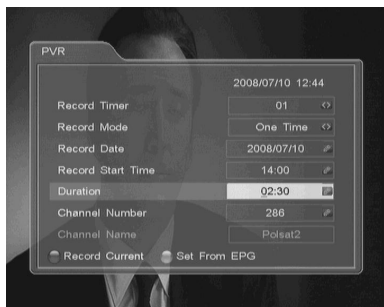 PVR
2008/07/10 12:44
Record Timer 01
Record Mode One Time
Record Date 2008/07/10
Record Start Time 14:00
Duration 02:30
Channel Number 286
Channel Name Polsat2
Record Current Set From EPG